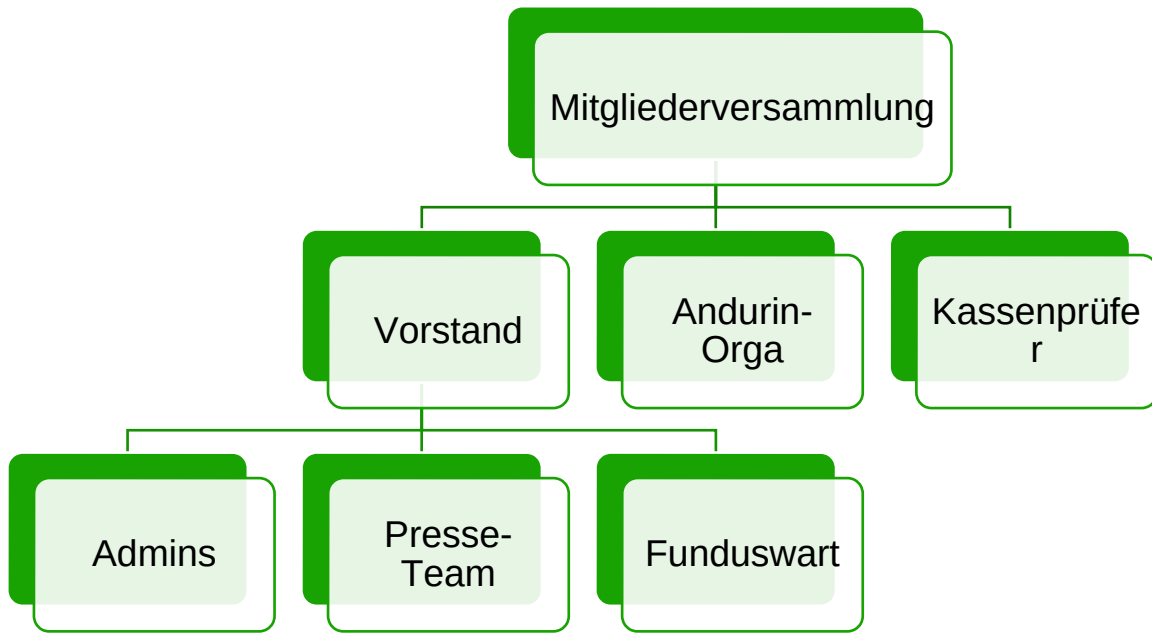 Mitgliederversammlung
Vorstand
Andurin-
Orga
Kassenprüfe
r
Admins
Presse-
Team
Funduswart